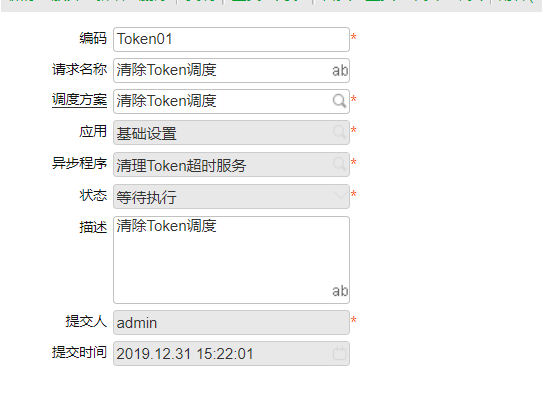 编码 Token01 *
请求名称 清除Token调度 ab
调度方案 清除Token调度 *
应用 基础设置 *
异步程序 清理Token超时服务 *
状态 等待执行 *
描述 清除Token调度
ab
提交人 admin *
提交时间 2019.12.31 15:22:01